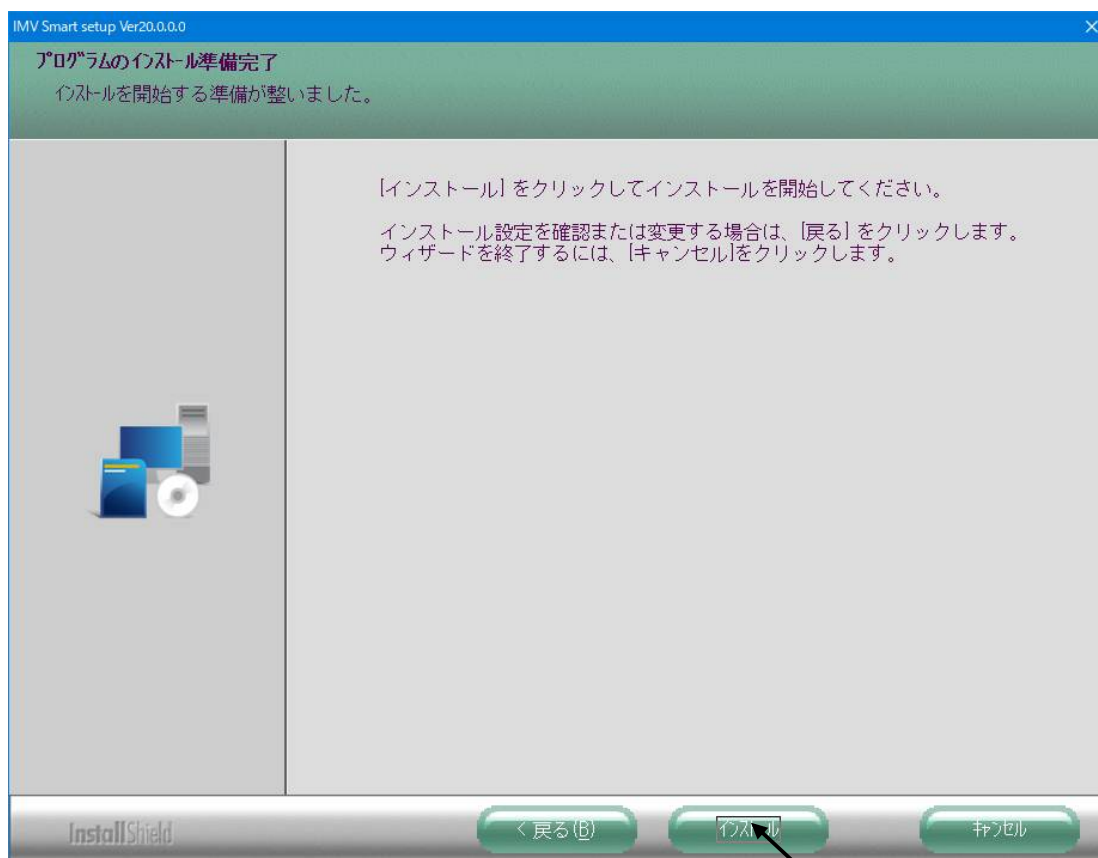 IMV Smart setup Ver20.0.0.0
ﾌﾟﾛｸﾞﾗﾑのｲﾝｽﾄｰﾙ準備完了
ｲﾝｽﾄｰﾙを開始する準備が整いました。
[インストール] をクリックしてインストールを開始してください。
インストール設定を確認または変更する場合は、[戻る] をクリックします。
ウィザードを終了するには、[キャンセル]をクリックします。
InstallShield
< 戻る(B)
ｲﾝｽﾄｰﾙ
ｷｬﾝｾﾙ